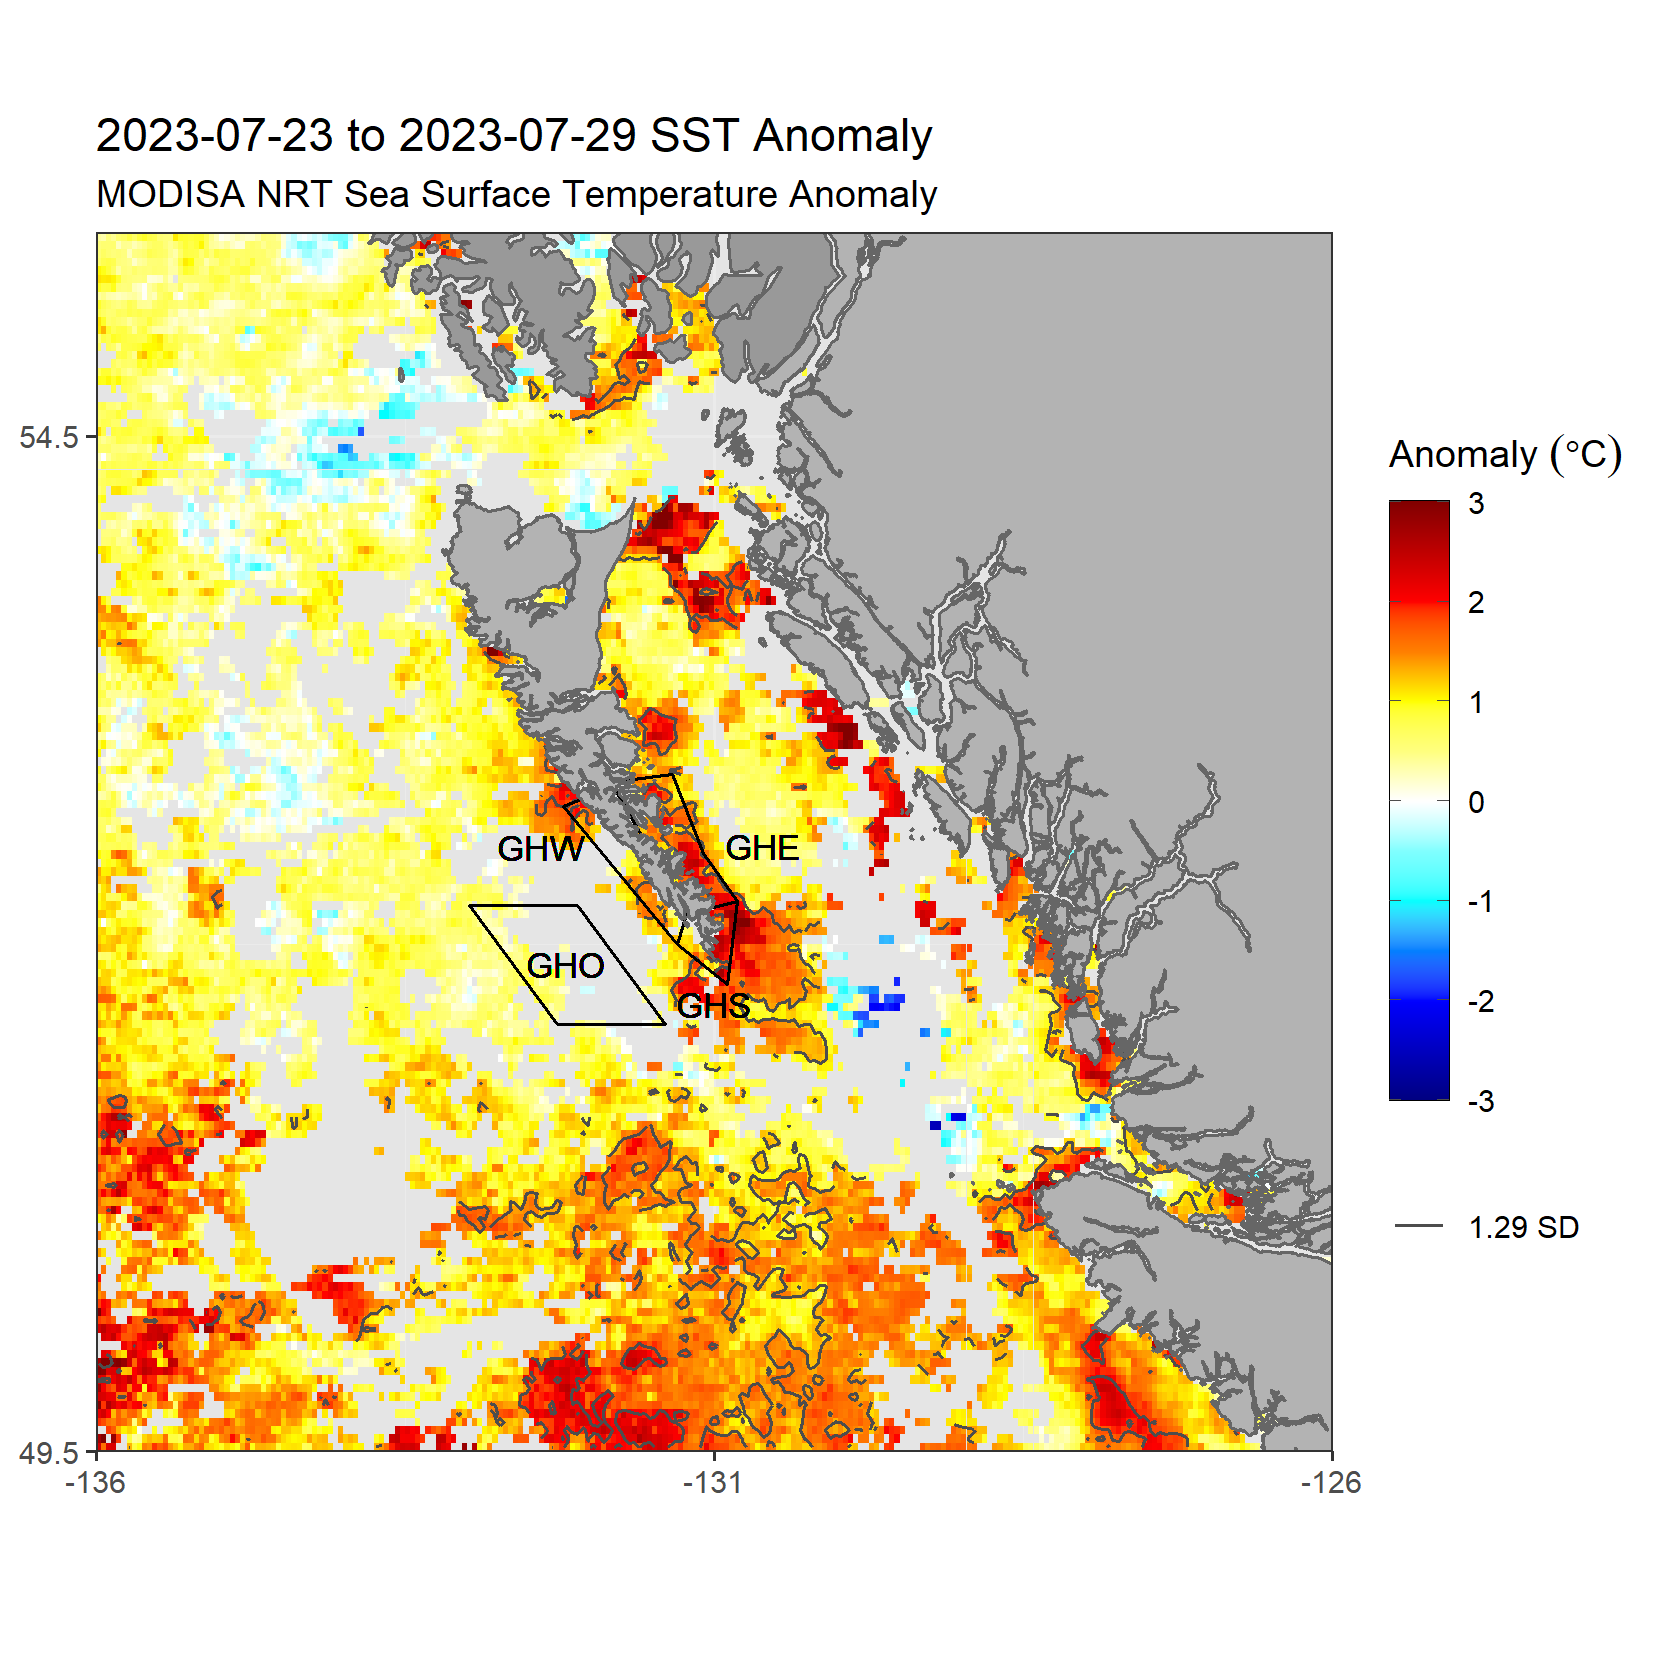 2023-07-23 to 2023-07-29 SST Anomaly
MODISA NRT Sea Surface Temperature Anomaly
54.5
49.5
-136
-131
-126
GHW
GHE
GHO
GHS
Anomaly (°C)
3
2
1
0
-1
-2
-3
1.29 SD